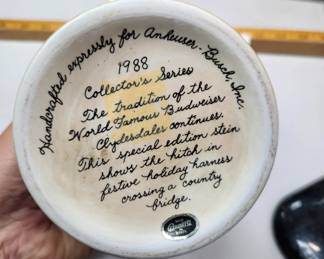 Handcrafted expressly for Anheuser-Busch, Inc.
1988
Collector's Series
The tradition of the
World Famous Budweiser
Clydesdales continues.
This special edition stein
shows the hitch in
festive holiday harness
crossing a country
bridge.